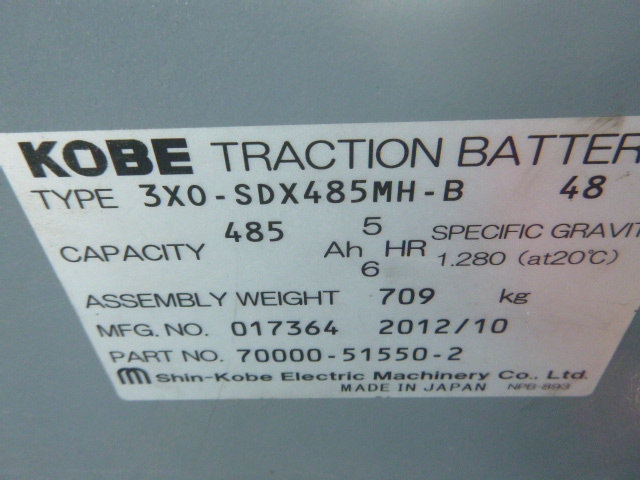 KOBE TRACTION BATTER
TYPE 3X0-SDX485MH-B 48
CAPACITY 485 Ah 5 HR SPECIFIC GRAVIT
6 1.280 (at20℃)
ASSEMBLY WEIGHT 709 kg
MFG. NO. 017364 2012/10
PART NO. 70000-51550-2
Shin-Kobe Electric Machinery Co., Ltd.
MADE IN JAPAN NPB-893